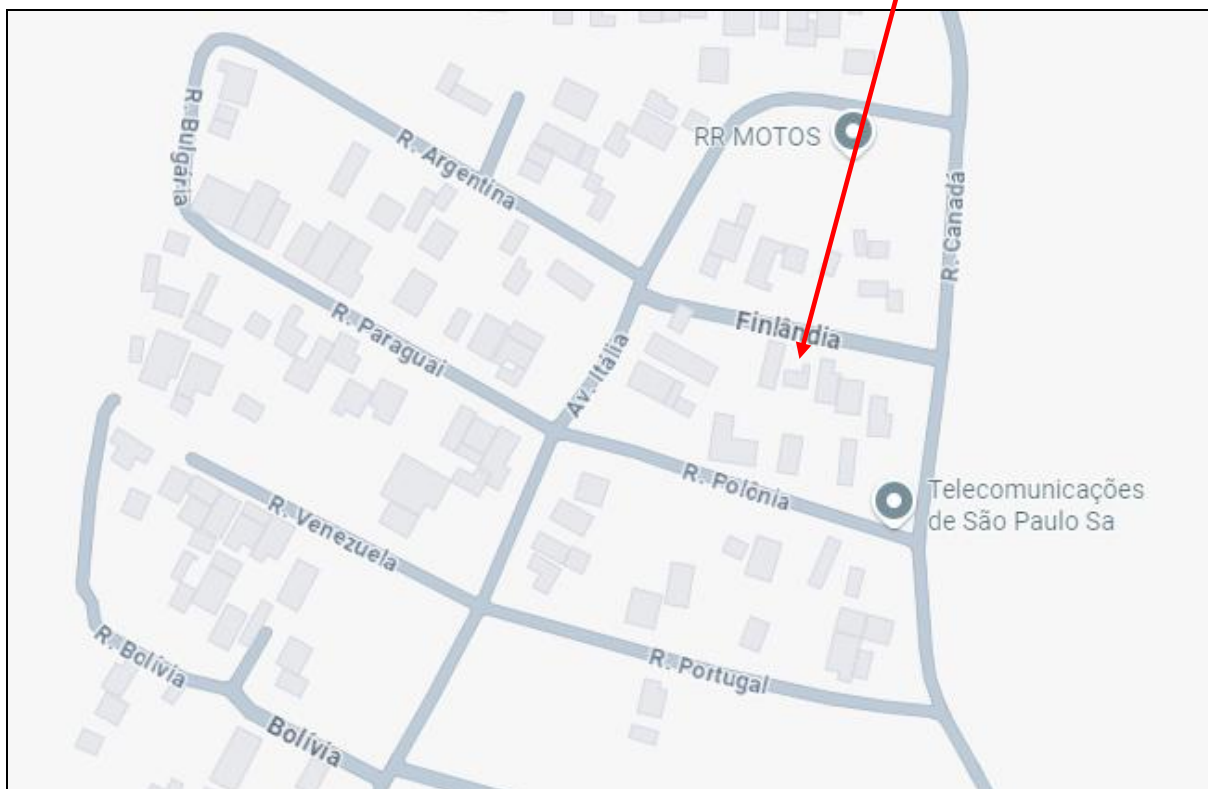 RR MOTOS
R. Bulgária
R. Argentina
R. Canadá
Finlândia
R. Paraguai
Av. Itália
R. Polônia
Telecomunicações
de São Paulo Sa
R. Venezuela
R. Bolívia
R. Portugal
Bolívia